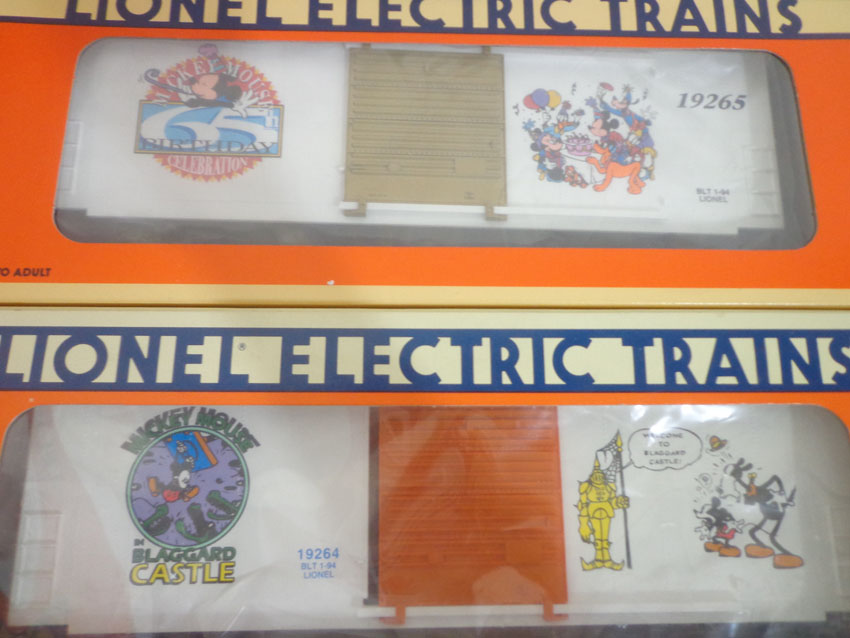 LIONEL ELECTRIC TRAINS
MICKEY MOUSE
65th
BIRTHDAY
CELEBRATION
19265
BLT 1-94
LIONEL
TO ADULT
LIONEL® ELECTRIC TRAINS
MICKEY MOUSE
IN
BLAGGARD
CASTLE
19264
BLT 1-94
LIONEL
WELCOME
TO
BLAGGARD
CASTLE!